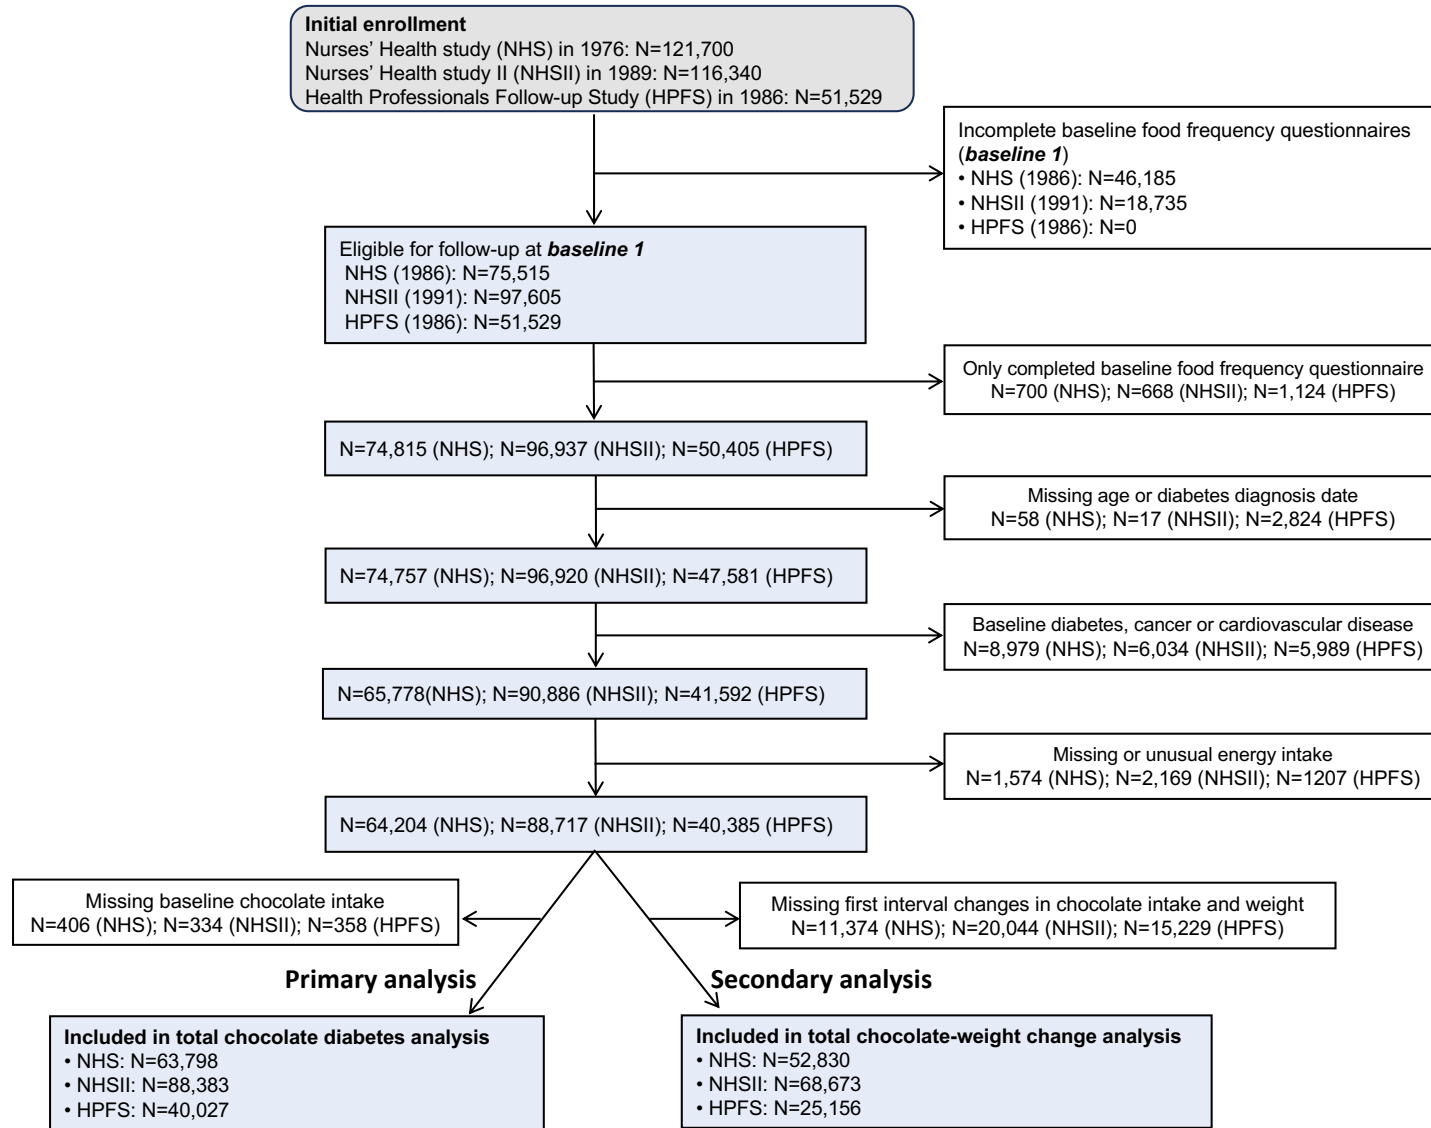 Initial enrollment
Nurses’ Health study (NHS) in 1976: N=121,700
Nurses’ Health study II (NHSII) in 1989: N=116,340
Health Professionals Follow-up Study (HPFS) in 1986: N=51,529
Incomplete baseline food frequency questionnaires
(baseline 1)
• NHS (1986): N=46,185
• NHSII (1991): N=18,735
• HPFS (1986): N=0
Eligible for follow-up at baseline 1
NHS (1986): N=75,515
NHSII (1991): N=97,605
HPFS (1986): N=51,529
Only completed baseline food frequency questionnaire
N=700 (NHS); N=668 (NHSII); N=1,124 (HPFS)
N=74,815 (NHS); N=96,937 (NHSII); N=50,405 (HPFS)
Missing age or diabetes diagnosis date
N=58 (NHS); N=17 (NHSII); N=2,824 (HPFS)
N=74,757 (NHS); N=96,920 (NHSII); N=47,581 (HPFS)
Baseline diabetes, cancer or cardiovascular disease
N=8,979 (NHS); N=6,034 (NHSII); N=5,989 (HPFS)
N=65,778(NHS); N=90,886 (NHSII); N=41,592 (HPFS)
Missing or unusual energy intake
N=1,574 (NHS); N=2,169 (NHSII); N=1207 (HPFS)
N=64,204 (NHS); N=88,717 (NHSII); N=40,385 (HPFS)
Missing baseline chocolate intake
N=406 (NHS); N=334 (NHSII); N=358 (HPFS)
Missing first interval changes in chocolate intake and weight
N=11,374 (NHS); N=20,044 (NHSII); N=15,229 (HPFS)
Primary analysis
Secondary analysis
Included in total chocolate diabetes analysis
• NHS: N=63,798
• NHSII: N=88,383
• HPFS: N=40,027
Included in total chocolate-weight change analysis
• NHS: N=52,830
• NHSII: N=68,673
• HPFS: N=25,156